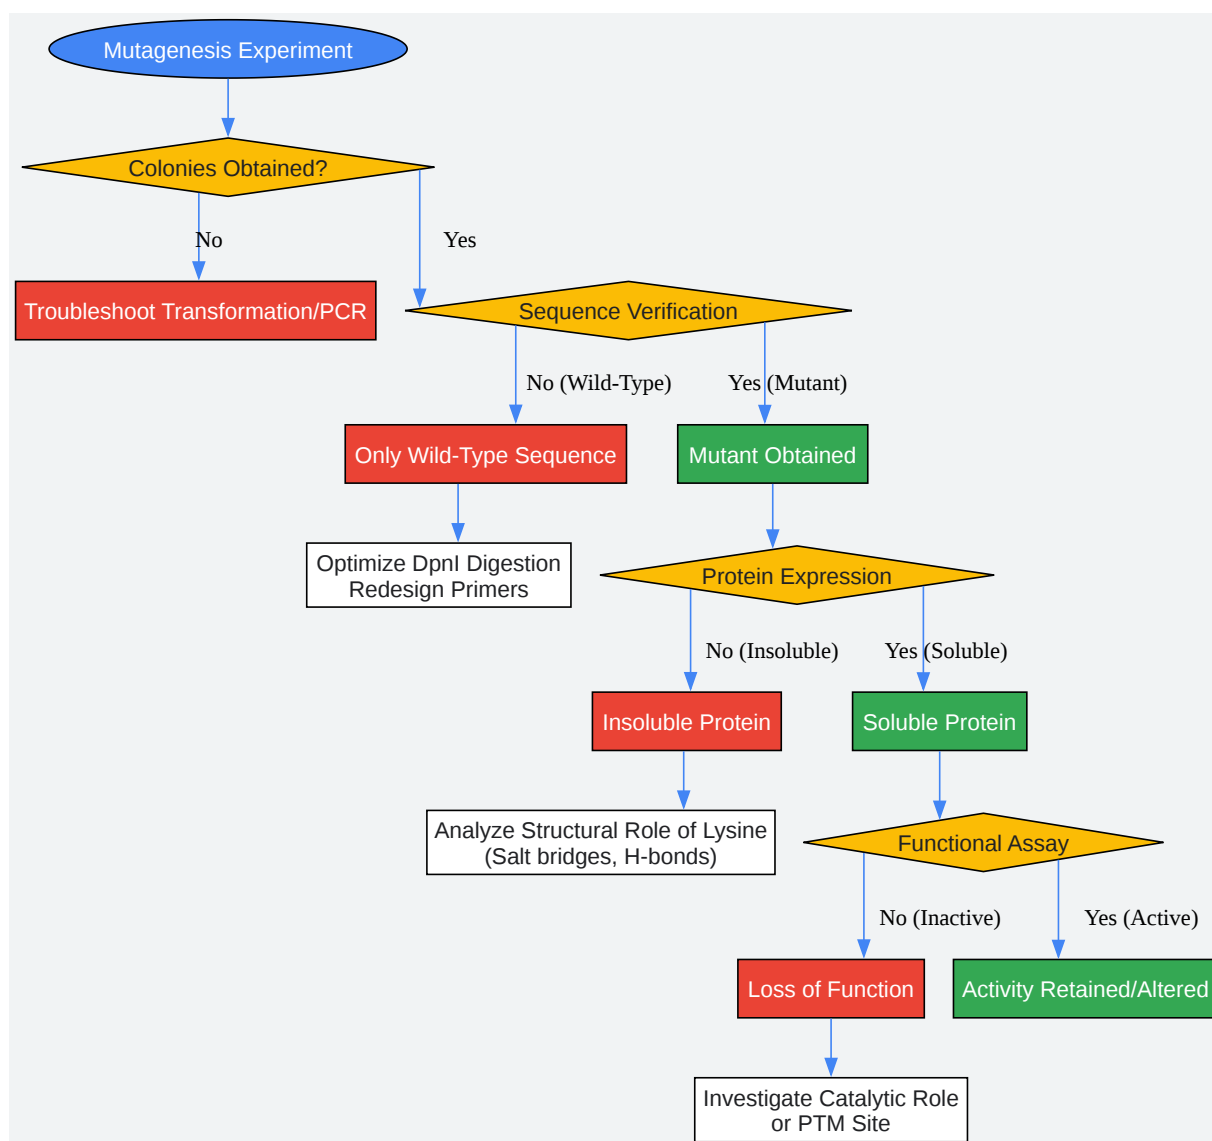 Mutagenesis Experiment
Colonies Obtained?
No
Yes
Troubleshoot Transformation/PCR
Sequence Verification
No (Wild-Type)
Yes (Mutant)
Only Wild-Type Sequence
Mutant Obtained
Optimize DpnI Digestion
Redesign Primers
Protein Expression
No (Insoluble)
Yes (Soluble)
Insoluble Protein
Soluble Protein
Analyze Structural Role of Lysine
(Salt bridges, H-bonds)
Functional Assay
No (Inactive)
Yes (Active)
Loss of Function
Activity Retained/Altered
Investigate Catalytic Role
or PTM Site